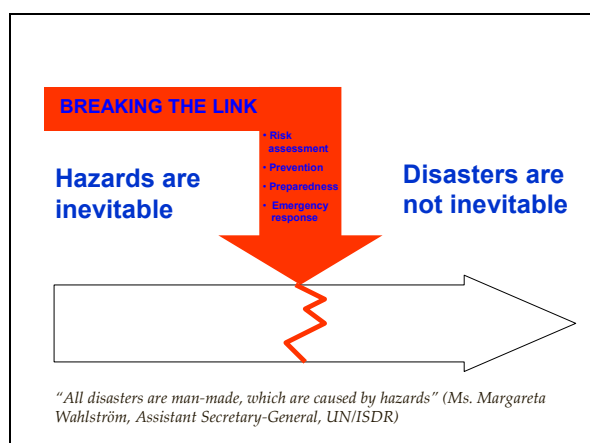 BREAKING THE LINK
• Risk
assessment
• Prevention
• Preparedness
• Emergency
response
Hazards are
inevitable
Disasters are
not inevitable
“All disasters are man-made, which are caused by hazards” (Ms. Margareta
Wahlström, Assistant Secretary-General, UN/ISDR)